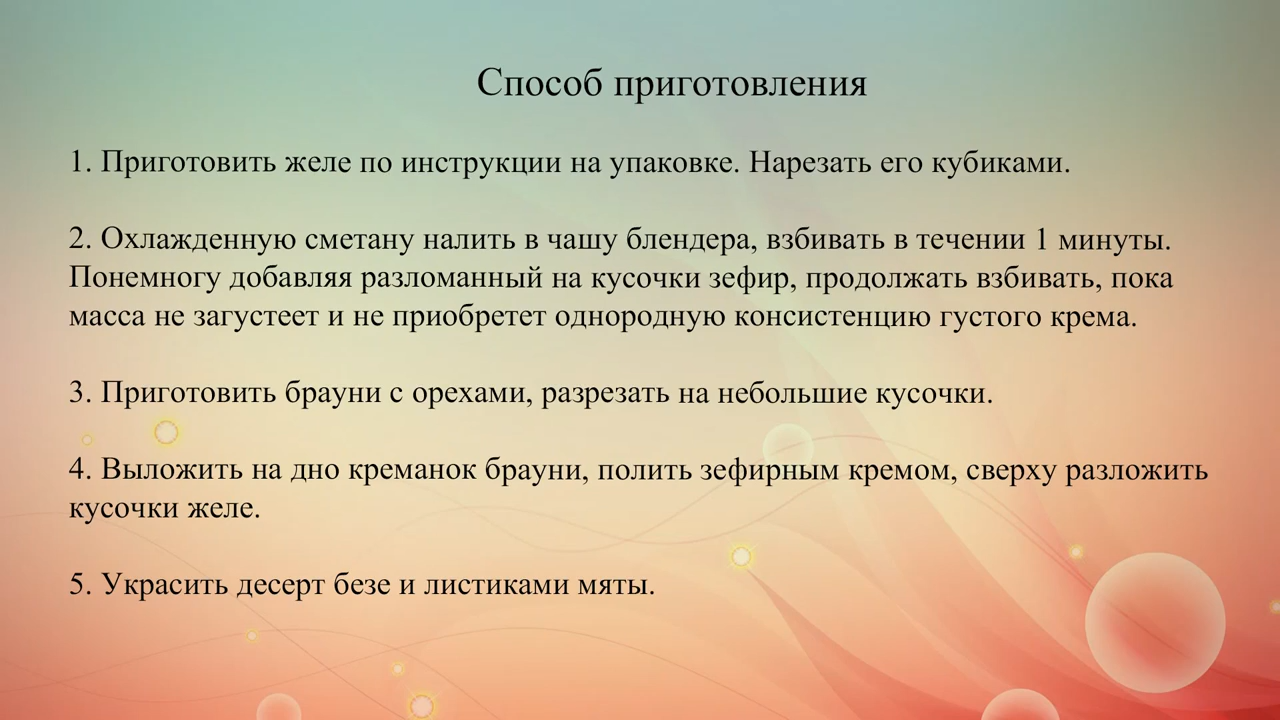 Способ приготовления
1. Приготовить желе по инструкции на упаковке. Нарезать его кубиками.
2. Охлажденную сметану налить в чашу блендера, взбивать в течении 1 минуты.
Понемногу добавляя разломанный на кусочки зефир, продолжать взбивать, пока
масса не загустеет и не приобретет однородную консистенцию густого крема.
3. Приготовить брауни с орехами, разрезать на небольшие кусочки.
4. Выложить на дно креманок брауни, полить зефирным кремом, сверху разложить
кусочки желе.
5. Украсить десерт безе и листиками мяты.